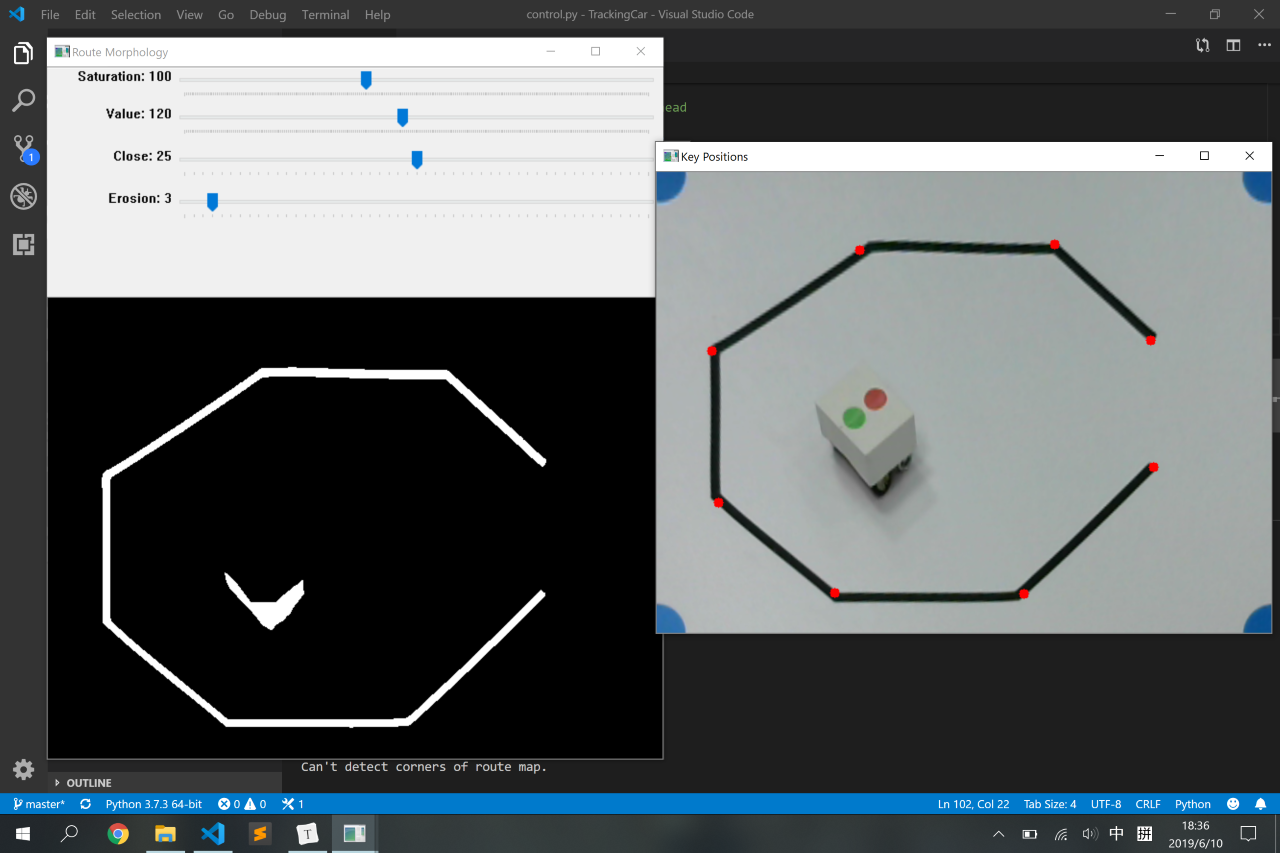 File Edit Selection View Go Debug Terminal Help
control.py - TrackingCar - Visual Studio Code
Route Morphology
Saturation: 100
Value: 120
Close: 25
Erosion: 3
ead
Key Positions
Can't detect corners of route map.
OUTLINE
1
master* Python 3.7.3 64-bit 0 0 1
Ln 102, Col 22 Tab Size: 4 UTF-8 CRLF Python
T
中 拼
18:36
2019/6/10